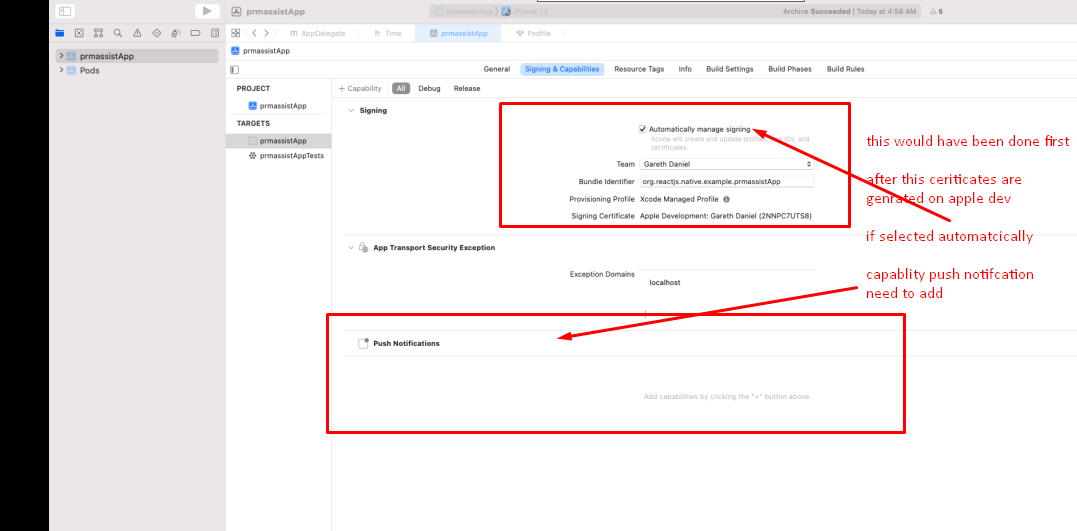 prmassistApp
prmassistApp
iPhone 13
Archive Succeeded | Today at 4:58 AM
5
AppDelegate
h Time
prmassistApp
Podfile
prmassistApp
Pods
prmassistApp
General
Signing & Capabilities
Resource Tags
Info
Build Settings
Build Phases
Build Rules
PROJECT
prmassistApp
TARGETS
prmassistApp
prmassistAppTests
+ Capability
All
Debug
Release
Signing
Automatically manage signing
Xcode will create and update profiles, app IDs, and
certificates.
Team
Gareth Daniel
Bundle Identifier
org.reactjs.native.example.prmassistApp
Provisioning Profile
Xcode Managed Profile
Signing Certificate
Apple Development: Gareth Daniel (2NNPC7UTS8)
App Transport Security Exception
Exception Domains
localhost
Push Notifications
Add capabilities by clicking the "+" button above.
this would have been done first
after this ceriticates are
genrated on apple dev
if selected automatcically
capablity push notifcation
need to add